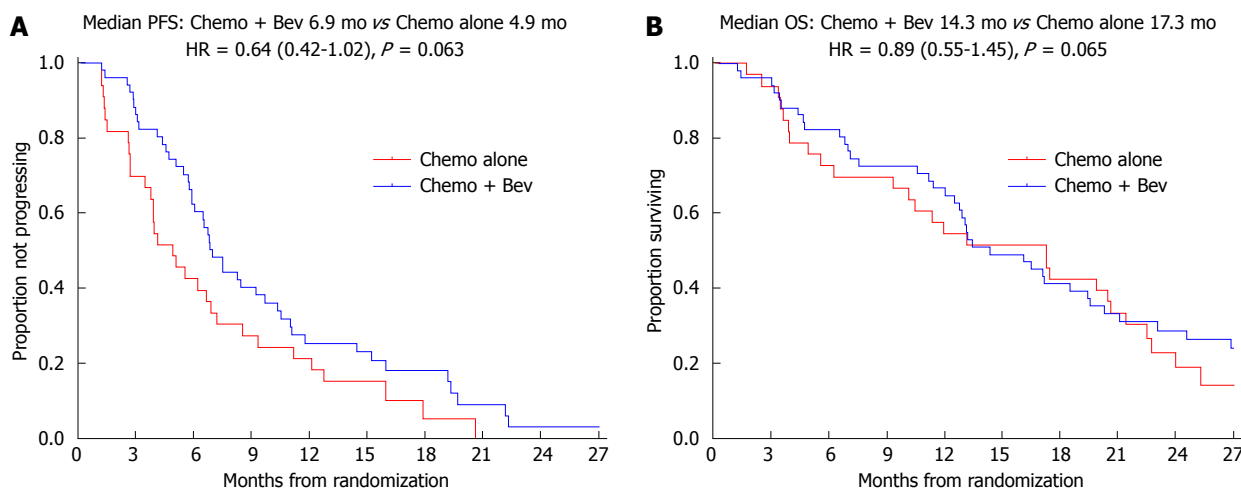 A
Median PFS: Chemo + Bev 6.9 mo vs Chemo alone 4.9 mo
HR = 0.64 (0.42-1.02), P = 0.063
Proportion not progressing
1.0
0.8
0.6
0.4
0.2
0.0
Chemo alone
Chemo + Bev
0 3 6 9 12 15 18 21 24 27
Months from randomization
B
Median OS: Chemo + Bev 14.3 mo vs Chemo alone 17.3 mo
HR = 0.89 (0.55-1.45), P = 0.065
Proportion surviving
1.0
0.8
0.6
0.4
0.2
0.0
Chemo alone
Chemo + Bev
0 3 6 9 12 15 18 21 24 27
Months from randomization